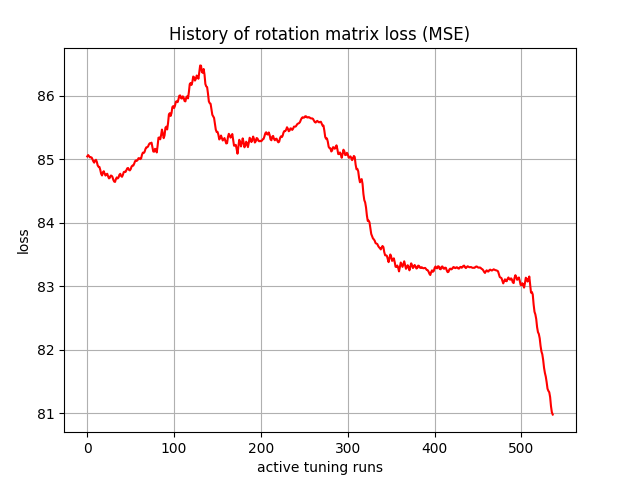 History of rotation matrix loss (MSE)
86
85
84
83
82
81
loss
0 100 200 300 400 500
active tuning runs